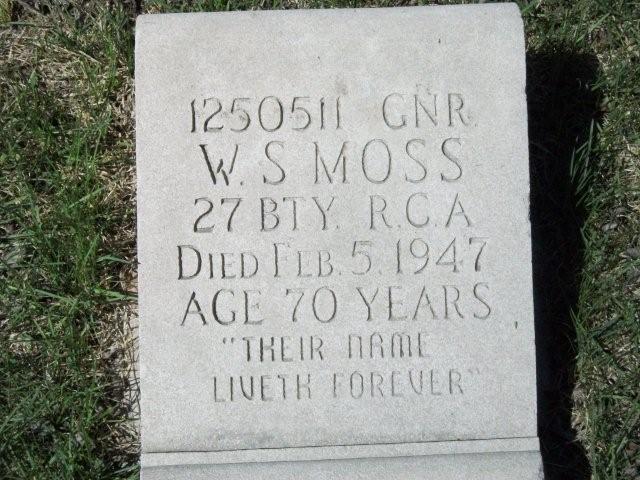 1250511 GNR.
W. S MOSS
27 BTY. R.C.A
DIED FEB. 5. 1947
AGE 70 YEARS
"THEIR NAME
LIVETH FOREVER"